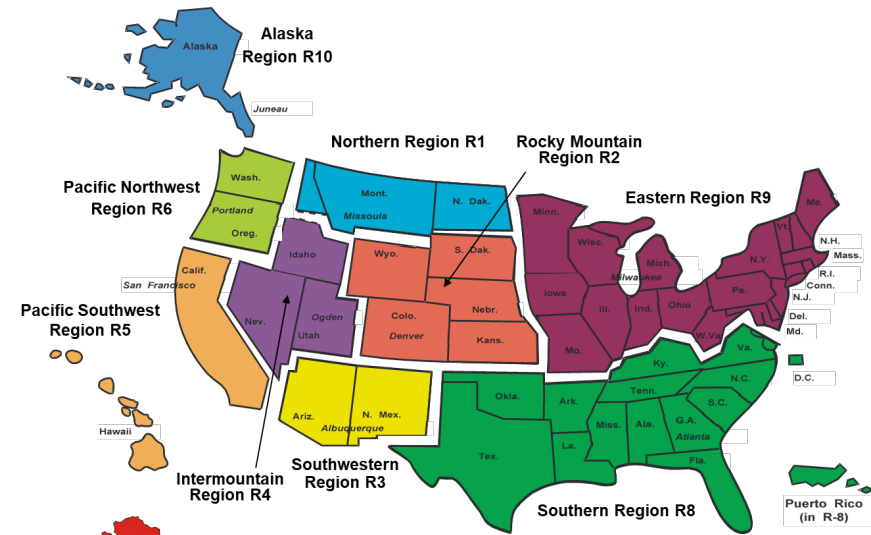 Alaska
Region R10
Alaska
Juneau
Northern Region R1
Rocky Mountain
Region R2
Pacific Northwest
Region R6
Eastern Region R9
Wash.
Portland
Oreg.
Mont.
Missoula
N. Dak.
Idaho
Wyo.
S. Dak.
Nebr.
Colo.
Denver
Kans.
Minn.
Wisc.
Mich.
Milwaukee
Iowa
Ill.
Ind.
Ohio
Mo.
W.Va
Pa.
N.Y.
Vt.
Me.
N.H.
Mass.
R.I.
Conn.
N.J.
Del.
Md.
D.C.
Calif.
San Francisco
Pacific Southwest
Region R5
Nev.
Ogden
Utah
Hawaii
Ariz.
N. Mex.
Albuquerque
Intermountain
Region R4
Southwestern
Region R3
Okla.
Tex.
Ark.
La.
Ky.
Tenn.
Miss.
Ala.
G.A.
Atlanta
Fla.
S.C.
N.C.
Va.
Southern Region R8
Puerto Rico
(in R-8)